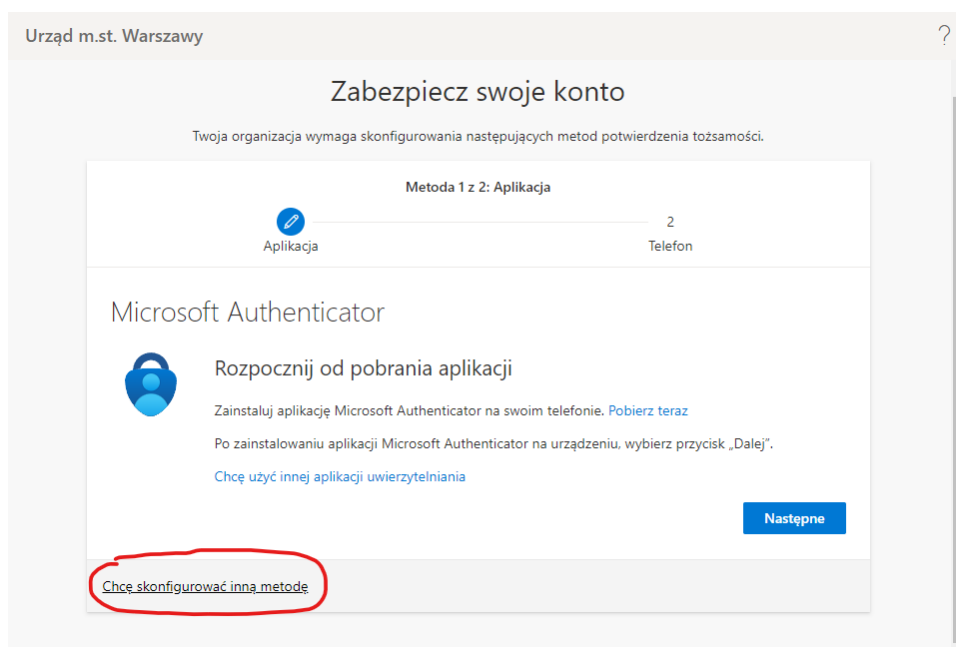 Urząd m.st. Warszawy
?
Zabezpiecz swoje konto
Twoja organizacja wymaga skonfigurowania następujących metod potwierdzenia tożsamości.
Metoda 1 z 2: Aplikacja
2
Aplikacja
Telefon
Microsoft Authenticator
Rozpocznij od pobrania aplikacji
Zainstaluj aplikację Microsoft Authenticator na swoim telefonie. Pobierz teraz
Po zainstalowaniu aplikacji Microsoft Authenticator na urządzeniu, wybierz przycisk „Dalej”.
Chcę użyć innej aplikacji uwierzytelniania
Następne
Chcę skonfigurować inną metodę